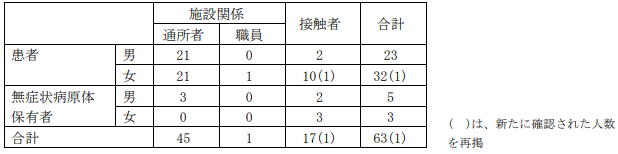 施設関係 接触者 合計
通所者 職員
患者 男 21 0 2 23
女 21 1 10(1) 32(1)
無症状病原体 男 3 0 2 5
保有者 女 0 0 3 3
合計 45 1 17(1) 63(1)
( )は、新たに確認された人数
を再掲